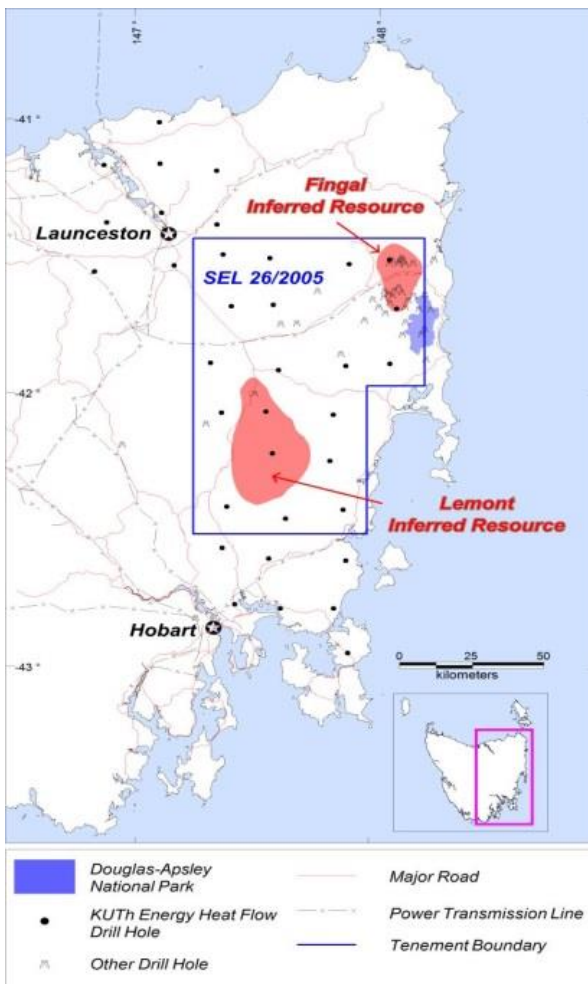 147°
148°
-41°
Fingal
Inferred Resource
Launceston
SEL 26/2005
-42°
Lemont
Inferred Resource
Hobart
-43°
0 25 50
kilometers
Douglas-Apsley
National Park
KUTh Energy Heat Flow
Drill Hole
Other Drill Hole
Major Road
Power Transmission Line
Tenement Boundary